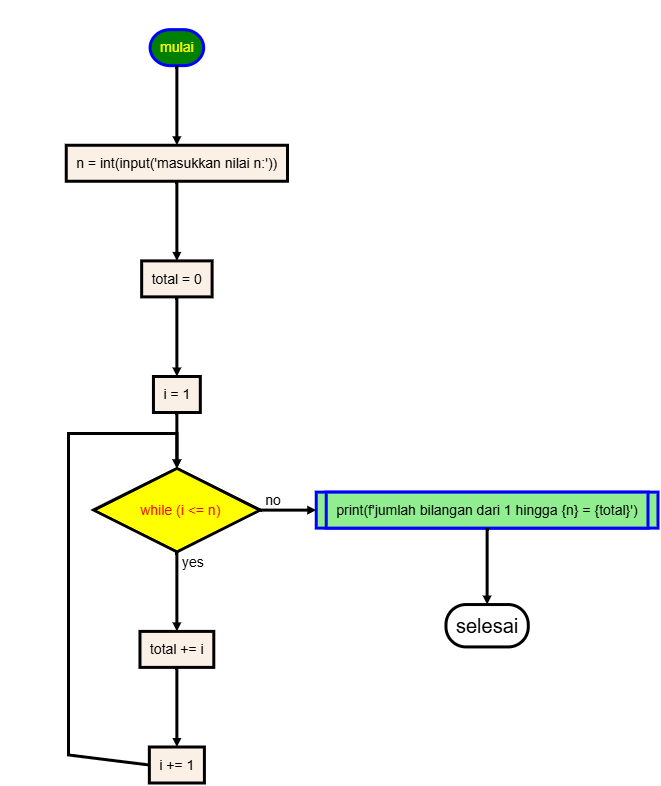 mulai
n = int(input('masukkan nilai n:'))
total = 0
i = 1
while (i <= n)
no
print(f'jumlah bilangan dari 1 hingga {n} = {total}')
yes
selesai
total += i
i += 1